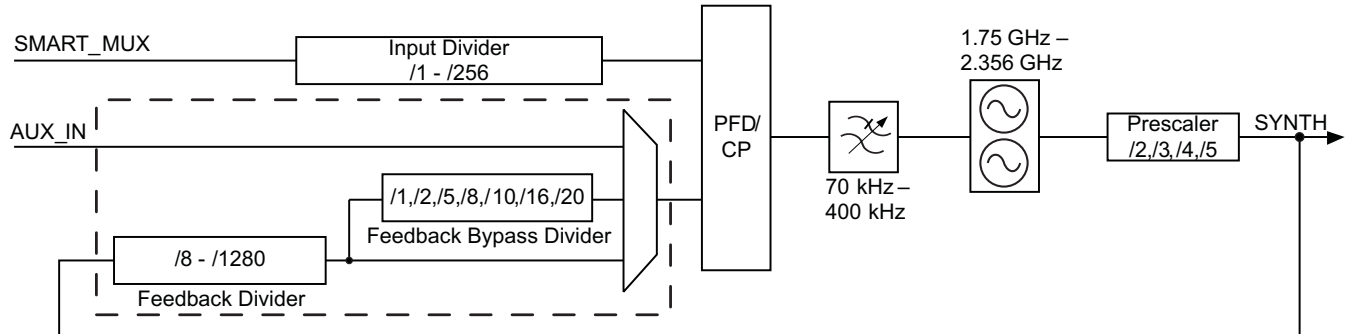 SMART_MUX
Input Divider
/1 - /256
AUX_IN
/1,/2,/5,/8,/10,/16,/20
Feedback Bypass Divider
/8 - /1280
Feedback Divider
PFD/
CP
70 kHz–
400 kHz
1.75 GHz –
2.356 GHz
Prescaler
/2,/3,/4,/5
SYNTH